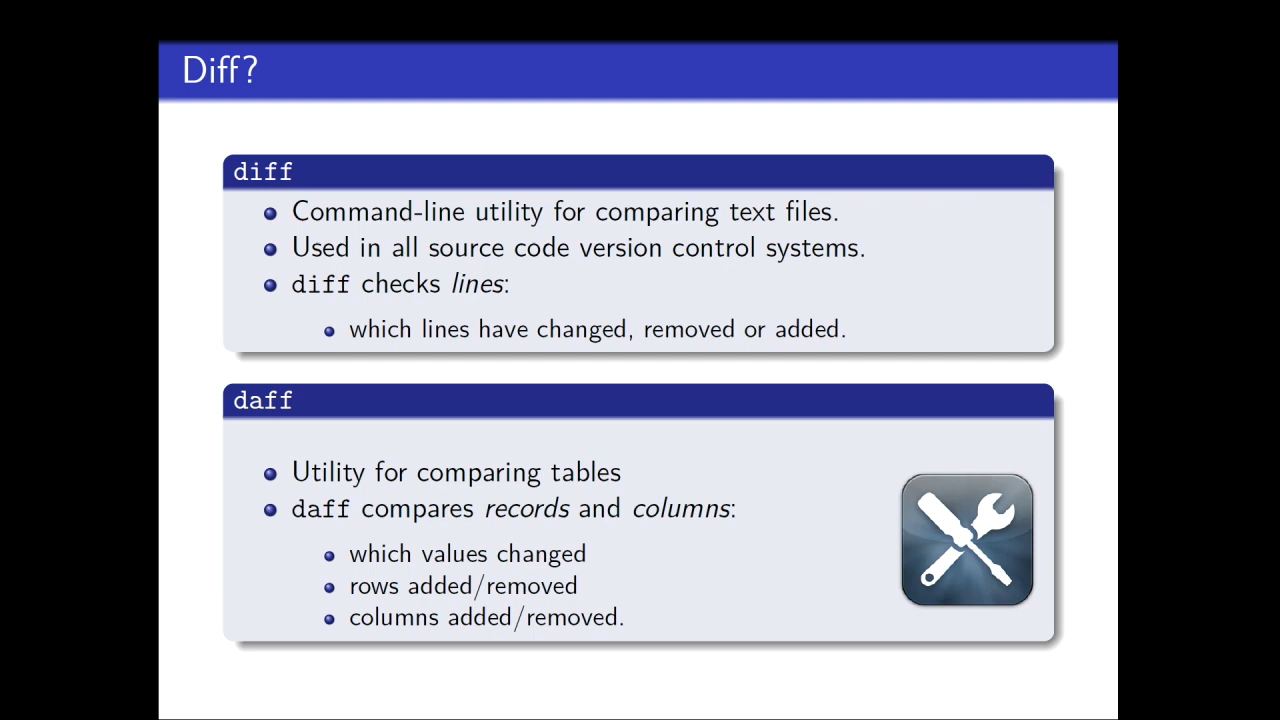 Diff?
diff
Command-line utility for comparing text files.
Used in all source code version control systems.
diff checks lines:
which lines have changed, removed or added.
daff
Utility for comparing tables
daff compares records and columns:
which values changed
rows added/removed
columns added/removed.